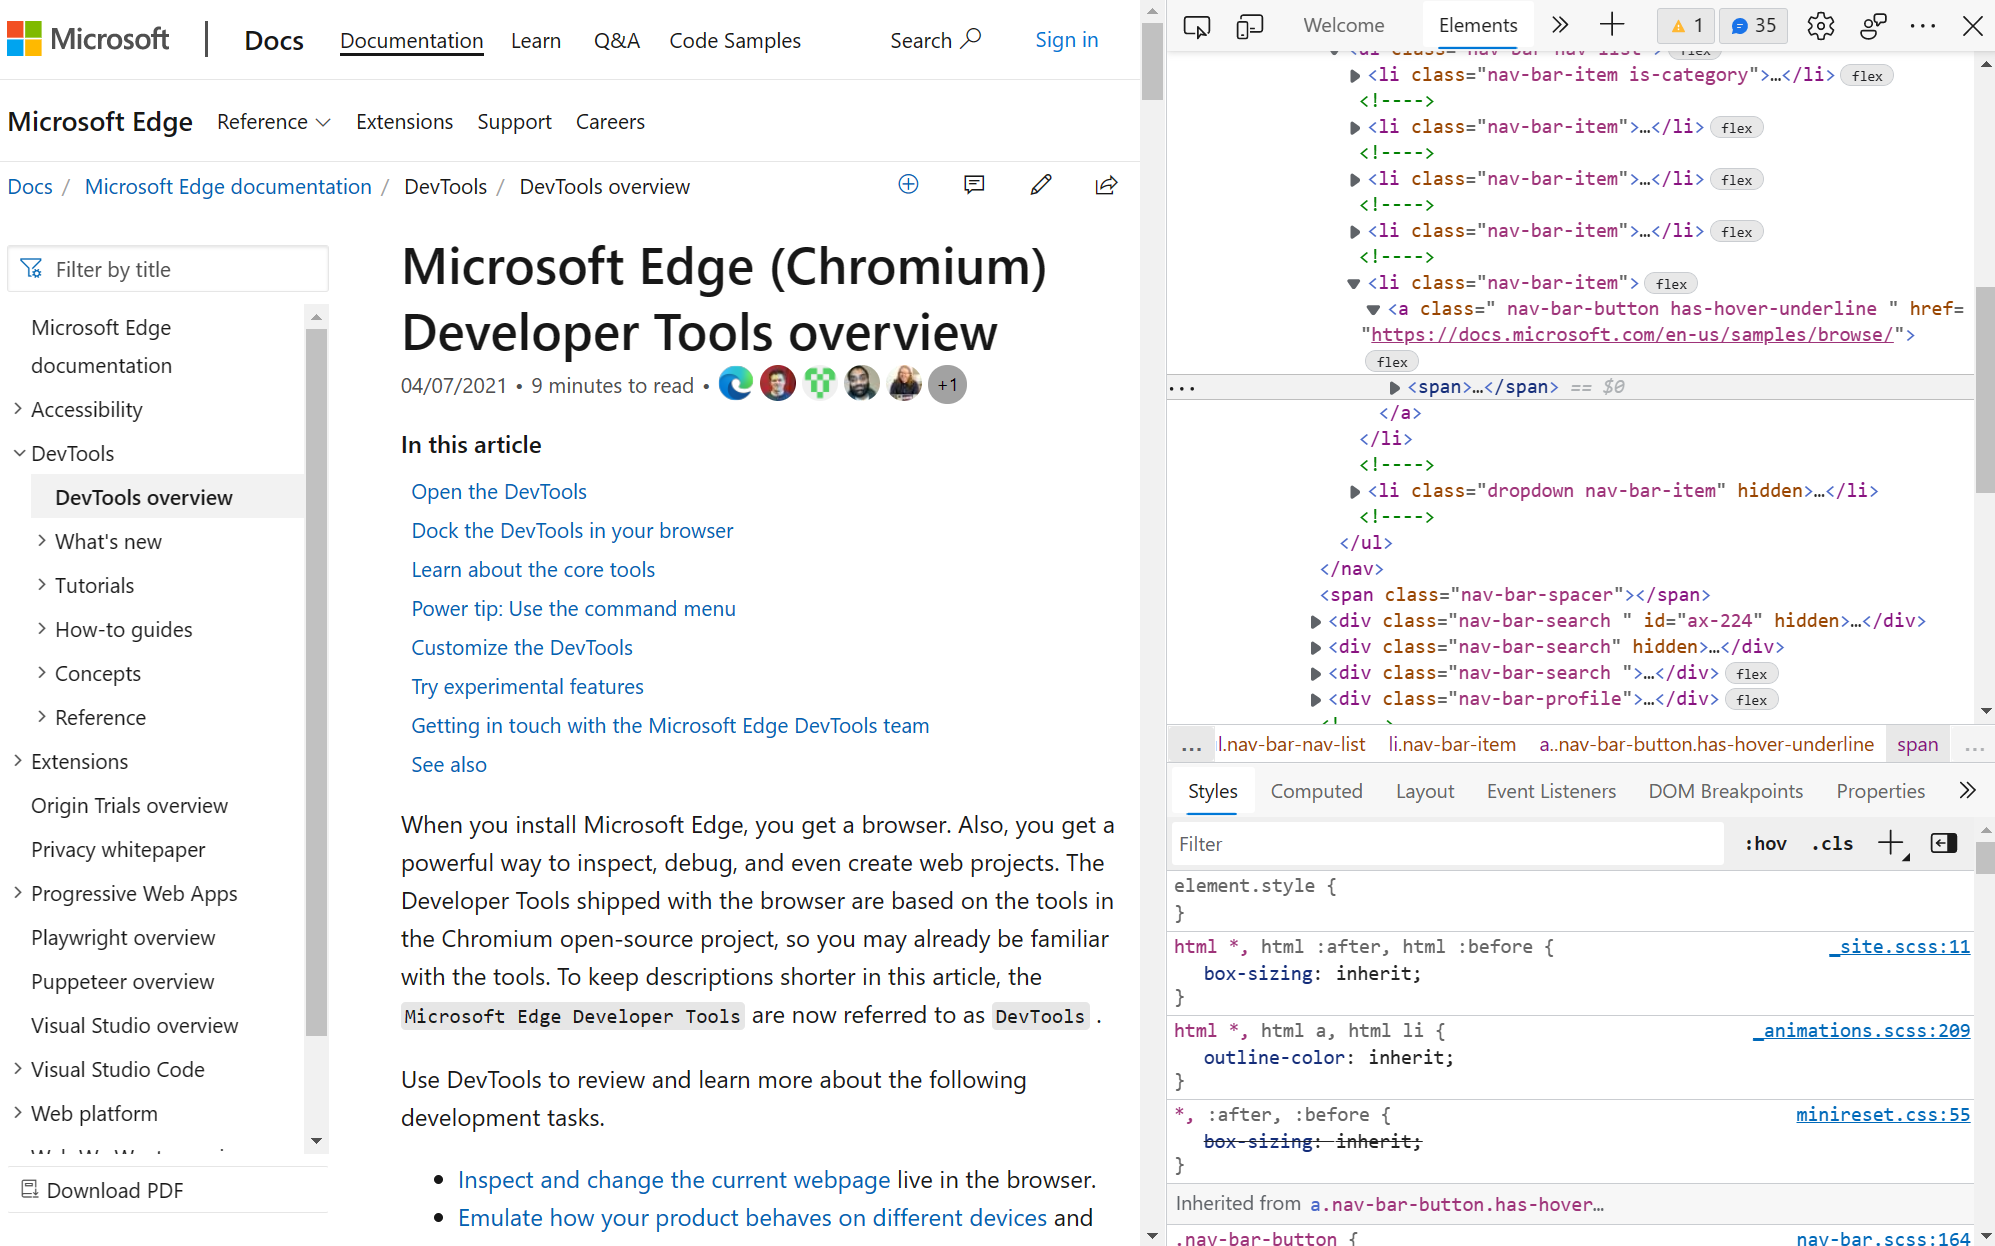 Microsoft
Docs
Documentation
Learn
Q&A
Code Samples
Search
Sign in
Microsoft Edge
Reference
Extensions
Support
Careers
Docs / Microsoft Edge documentation / DevTools / DevTools overview
Filter by title
Microsoft Edge
documentation
Accessibility
DevTools
DevTools overview
What's new
Tutorials
How-to guides
Concepts
Reference
Extensions
Origin Trials overview
Privacy whitepaper
Progressive Web Apps
Playwright overview
Puppeteer overview
Visual Studio overview
Visual Studio Code
Web platform
Download PDF
Microsoft Edge (Chromium)
Developer Tools overview
04/07/2021 • 9 minutes to read • +1
In this article
Open the DevTools
Dock the DevTools in your browser
Learn about the core tools
Power tip: Use the command menu
Customize the DevTools
Try experimental features
Getting in touch with the Microsoft Edge DevTools team
See also
When you install Microsoft Edge, you get a browser. Also, you get a
powerful way to inspect, debug, and even create web projects. The
Developer Tools shipped with the browser are based on the tools in
the Chromium open-source project, so you may already be familiar
with the tools. To keep descriptions shorter in this article, the
Microsoft Edge Developer Tools are now referred to as DevTools .
Use DevTools to review and learn more about the following
development tasks.
• Inspect and change the current webpage live in the browser.
• Emulate how your product behaves on different devices and
Welcome
Elements
1
35
<ul class="nav-bar-nav-list"> flex
<li class="nav-bar-item is-category">…</li> flex
<!---->
<li class="nav-bar-item">…</li> flex
<!---->
<li class="nav-bar-item">…</li> flex
<!---->
<li class="nav-bar-item">…</li> flex
<!---->
<li class="nav-bar-item"> flex
<a class=" nav-bar-button has-hover-underline " href=
"https://docs.microsoft.com/en-us/samples/browse/">
flex
… <span>…</span> == $0
</a>
</li>
<!---->
<li class="dropdown nav-bar-item" hidden>…</li>
<!---->
</ul>
</nav>
<span class="nav-bar-spacer"></span>
<div class="nav-bar-search " id="ax-224" hidden>…</div>
<div class="nav-bar-search" hidden>…</div>
<div class="nav-bar-search ">…</div> flex
<div class="nav-bar-profile">…</div> flex
<!---->
… l.nav-bar-nav-list li.nav-bar-item a..nav-bar-button.has-hover-underline span …
Styles
Computed
Layout
Event Listeners
DOM Breakpoints
Properties
Filter
:hov
.cls
element.style {
}
html *, html :after, html :before { _site.scss:11
box-sizing: inherit;
}
html *, html a, html li { _animations.scss:209
outline-color: inherit;
}
*, :after, :before { minireset.css:55
box-sizing: inherit;
}
Inherited from a.nav-bar-button.has-hover…
.nav-bar-button { nav-bar.scss:164